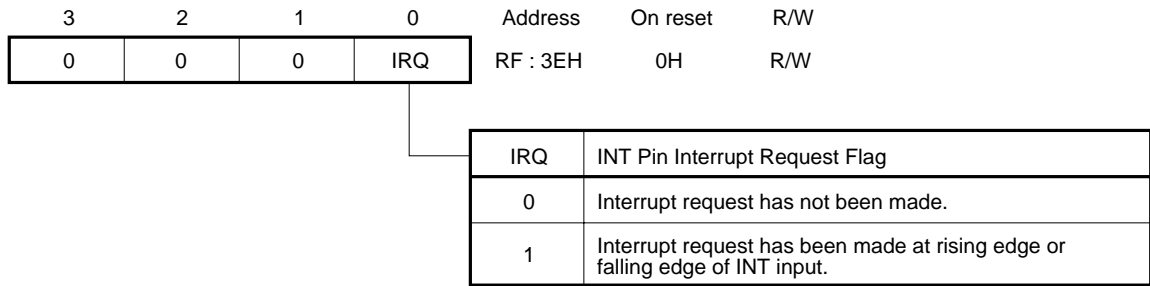 3 2 1 0 Address On reset R/W
0 0 0 IRQ RF : 3EH 0H R/W
IRQ INT Pin Interrupt Request Flag
0 Interrupt request has not been made.
1 Interrupt request has been made at rising edge or
falling edge of INT input.